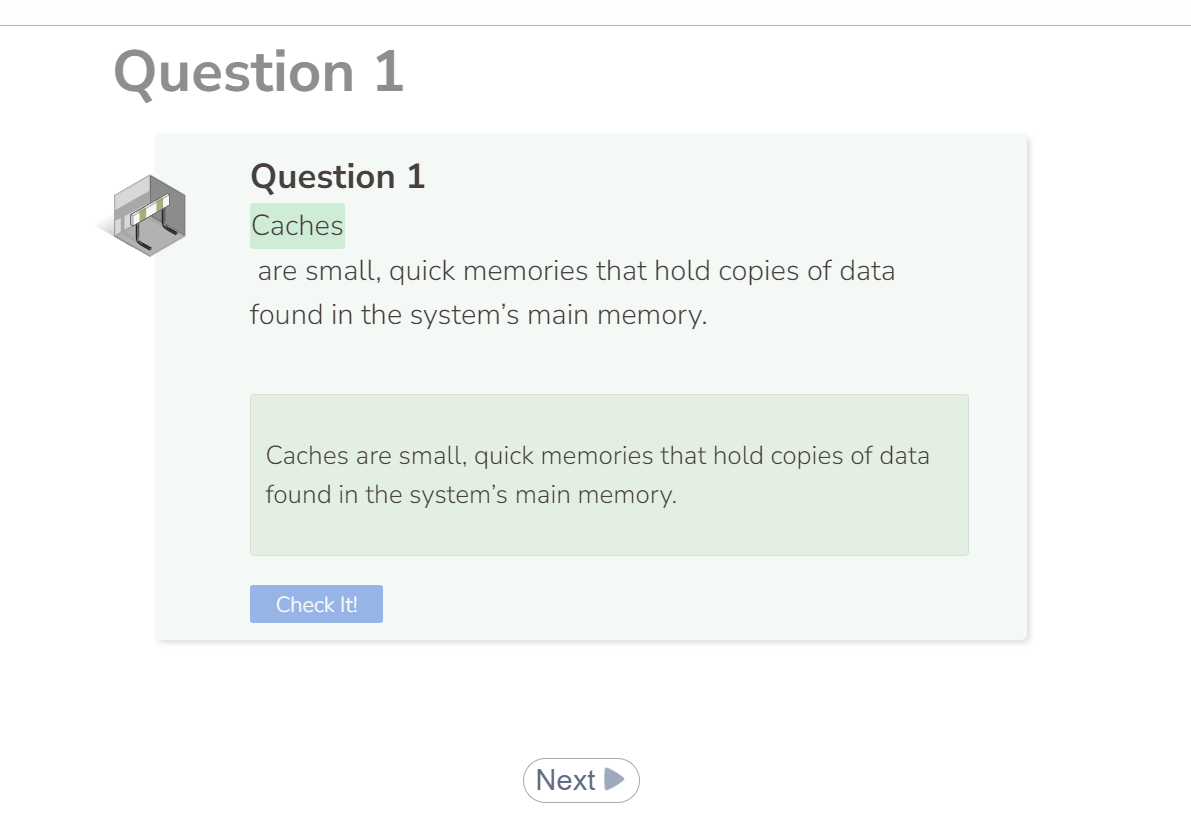 Question 1
Question 1
Caches
are small, quick memories that hold copies of data
found in the system’s main memory.
Caches are small, quick memories that hold copies of data
found in the system’s main memory.
Check It!
Next